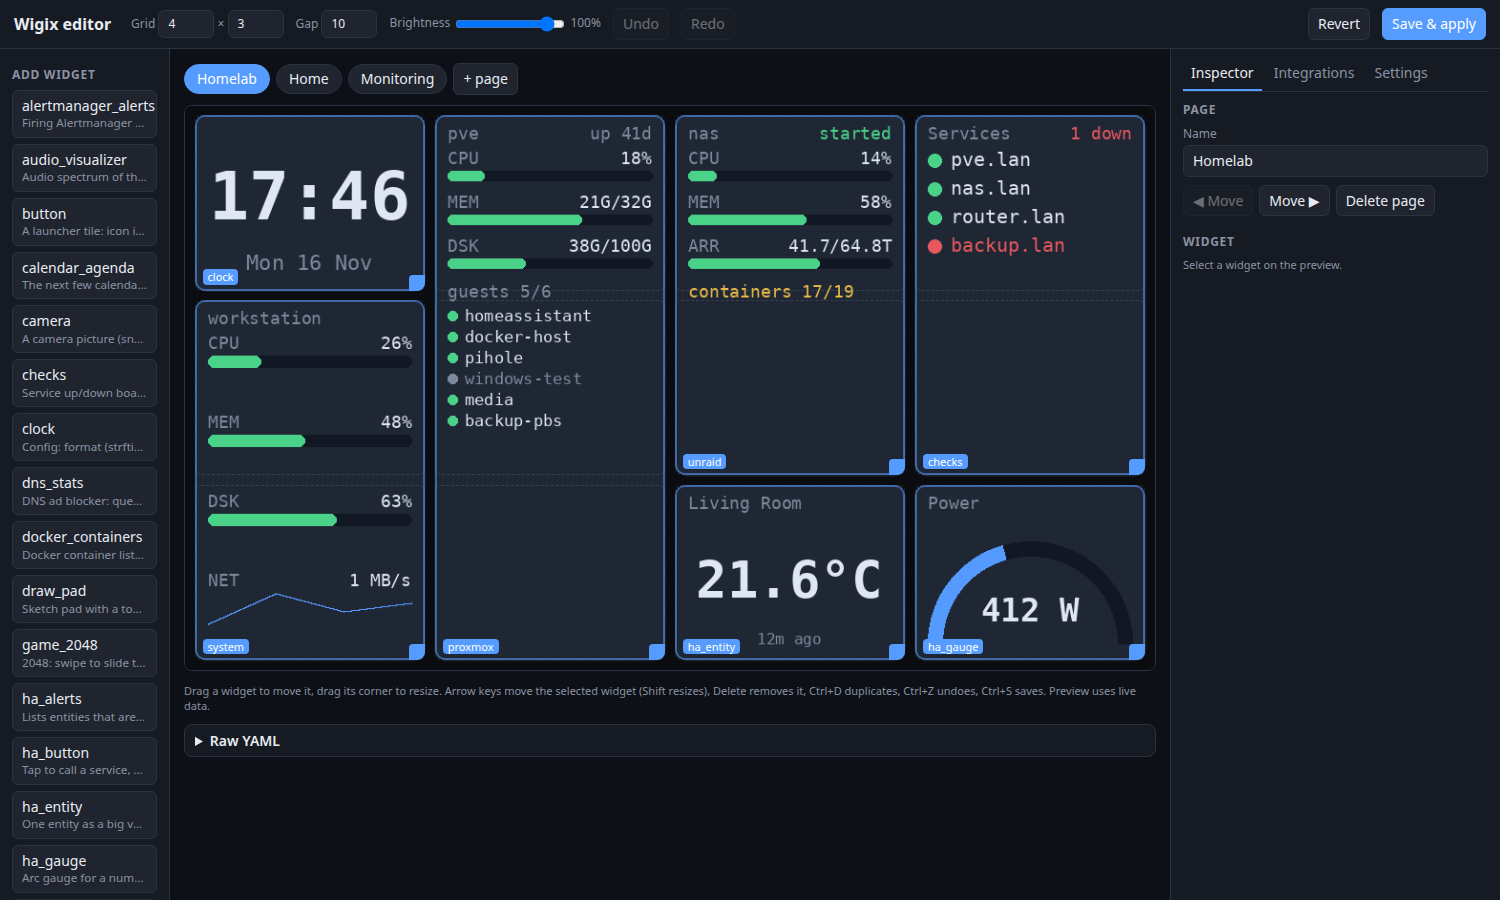 Wigix editor
Grid 4 × 3 Gap 10 Brightness 100% Undo Redo Revert Save & apply
ADD WIDGET
alertmanager_alerts
Firing Alertmanager ...
audio_visualizer
Audio spectrum of th...
button
A launcher tile: icon i...
calendar_agenda
The next few calenda...
camera
A camera picture (sn...
checks
Service up/down boa...
clock
Config: format (strfti...
dns_stats
DNS ad blocker: que...
docker_containers
Docker container list...
draw_pad
Sketch pad with a to...
game_2048
2048: swipe to slide t...
ha_alerts
Lists entities that are...
ha_button
Tap to call a service, ...
ha_entity
One entity as a big v...
ha_gauge
Arc gauge for a num...
Homelab Home Monitoring + page
17:46
Mon 16 Nov
clock
workstation
CPU 26%
MEM 48%
DSK 63%
NET 1 MB/s
system
pve up 41d
CPU 18%
MEM 21G/32G
DSK 38G/100G
guests 5/6
homeassistant
docker-host
pihole
windows-test
media
backup-pbs
proxmox
nas started
CPU 14%
MEM 58%
ARR 41.7/64.8T
containers 17/19
unraid
Services 1 down
pve.lan
nas.lan
router.lan
backup.lan
checks
Living Room
21.6°C
12m ago
ha_entity
Power
412 W
ha_gauge
Drag a widget to move it, drag its corner to resize. Arrow keys move the selected widget (Shift resizes), Delete removes it, Ctrl+D duplicates, Ctrl+Z undoes, Ctrl+S saves. Preview uses live
data.
▶ Raw YAML
Inspector Integrations Settings
PAGE
Name
Homelab
◀ Move Move ▶ Delete page
WIDGET
Select a widget on the preview.